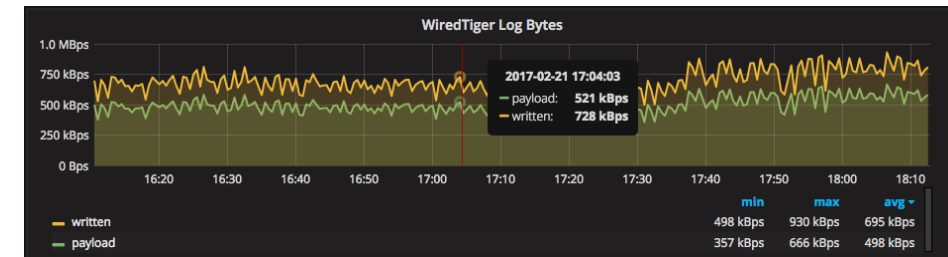 WiredTiger Log Bytes
1.0 MBps
750 kBps
500 kBps
250 kBps
0 Bps
2017-02-21 17:04:03
payload: 521 kBps
written: 728 kBps
16:20 16:30 16:40 16:50 17:00 17:10 17:20 17:30 17:40 17:50 18:00 18:10
min max avg
written 498 kBps 930 kBps 695 kBps
payload 357 kBps 666 kBps 498 kBps